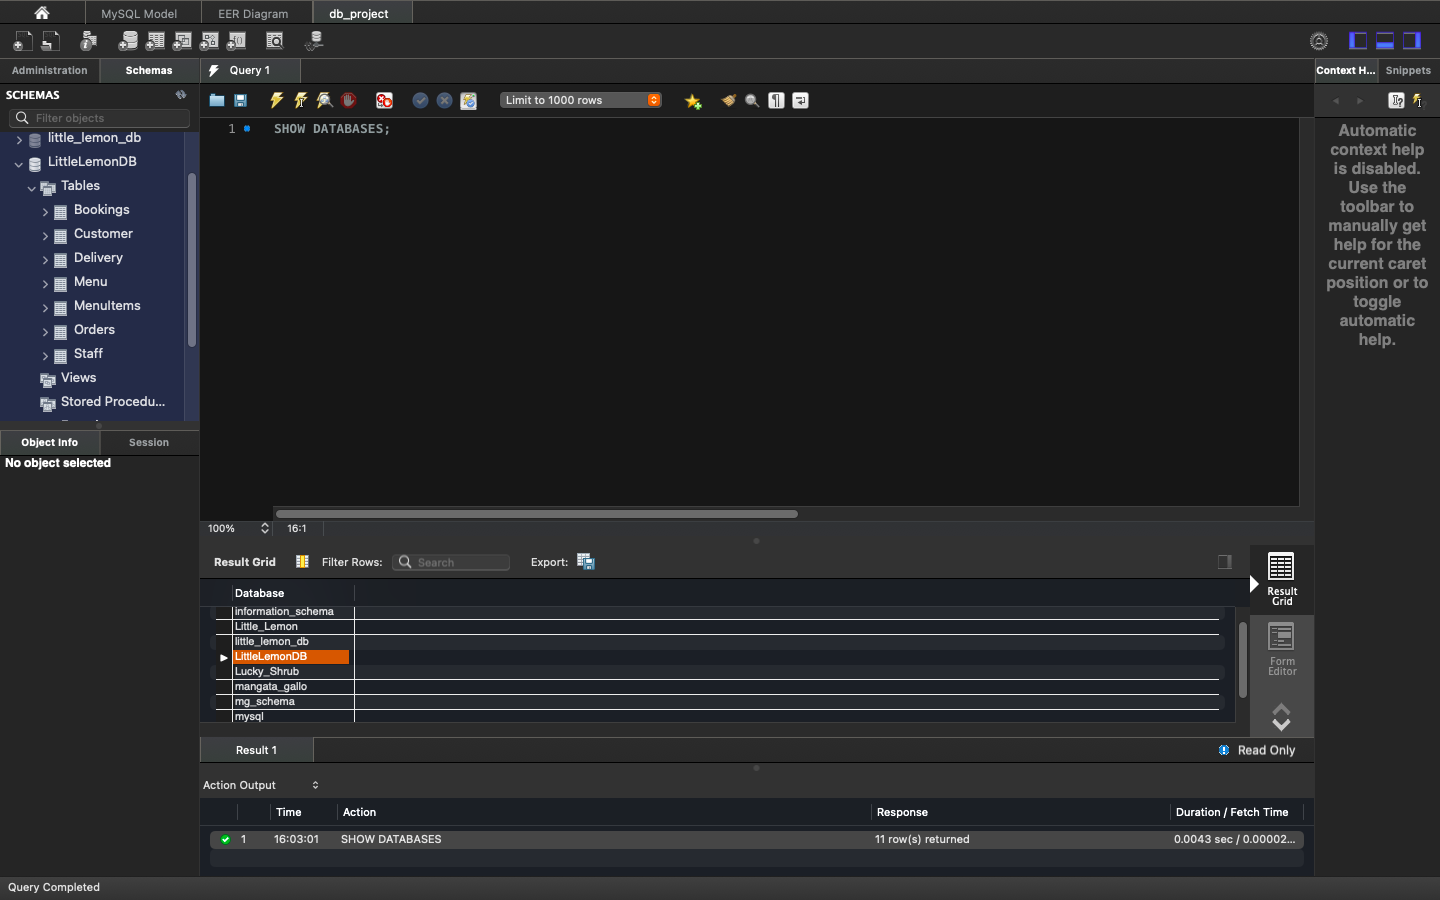 MySQL Model
EER Diagram
db_project
Administration
Schemas
Query 1
Context H...
Snippets
SCHEMAS
Filter objects
little_lemon_db
LittleLemonDB
Tables
Bookings
Customer
Delivery
Menu
MenuItems
Orders
Staff
Views
Stored Procedu...
Object Info
Session
No object selected
Limit to 1000 rows
1 SHOW DATABASES;
100%
16:1
Automatic
context help
is disabled.
Use the
toolbar to
manually get
help for the
current caret
position or to
toggle
automatic
help.
Result Grid
Filter Rows:
Search
Export:
Database
information_schema
Little_Lemon
little_lemon_db
LittleLemonDB
Lucky_Shrub
mangata_gallo
mg_schema
mysql
Result
Grid
Form
Editor
Result 1
Read Only
Action Output
Time Action Response Duration / Fetch Time
1 16:03:01 SHOW DATABASES 11 row(s) returned 0.0043 sec / 0.00002...
Query Completed